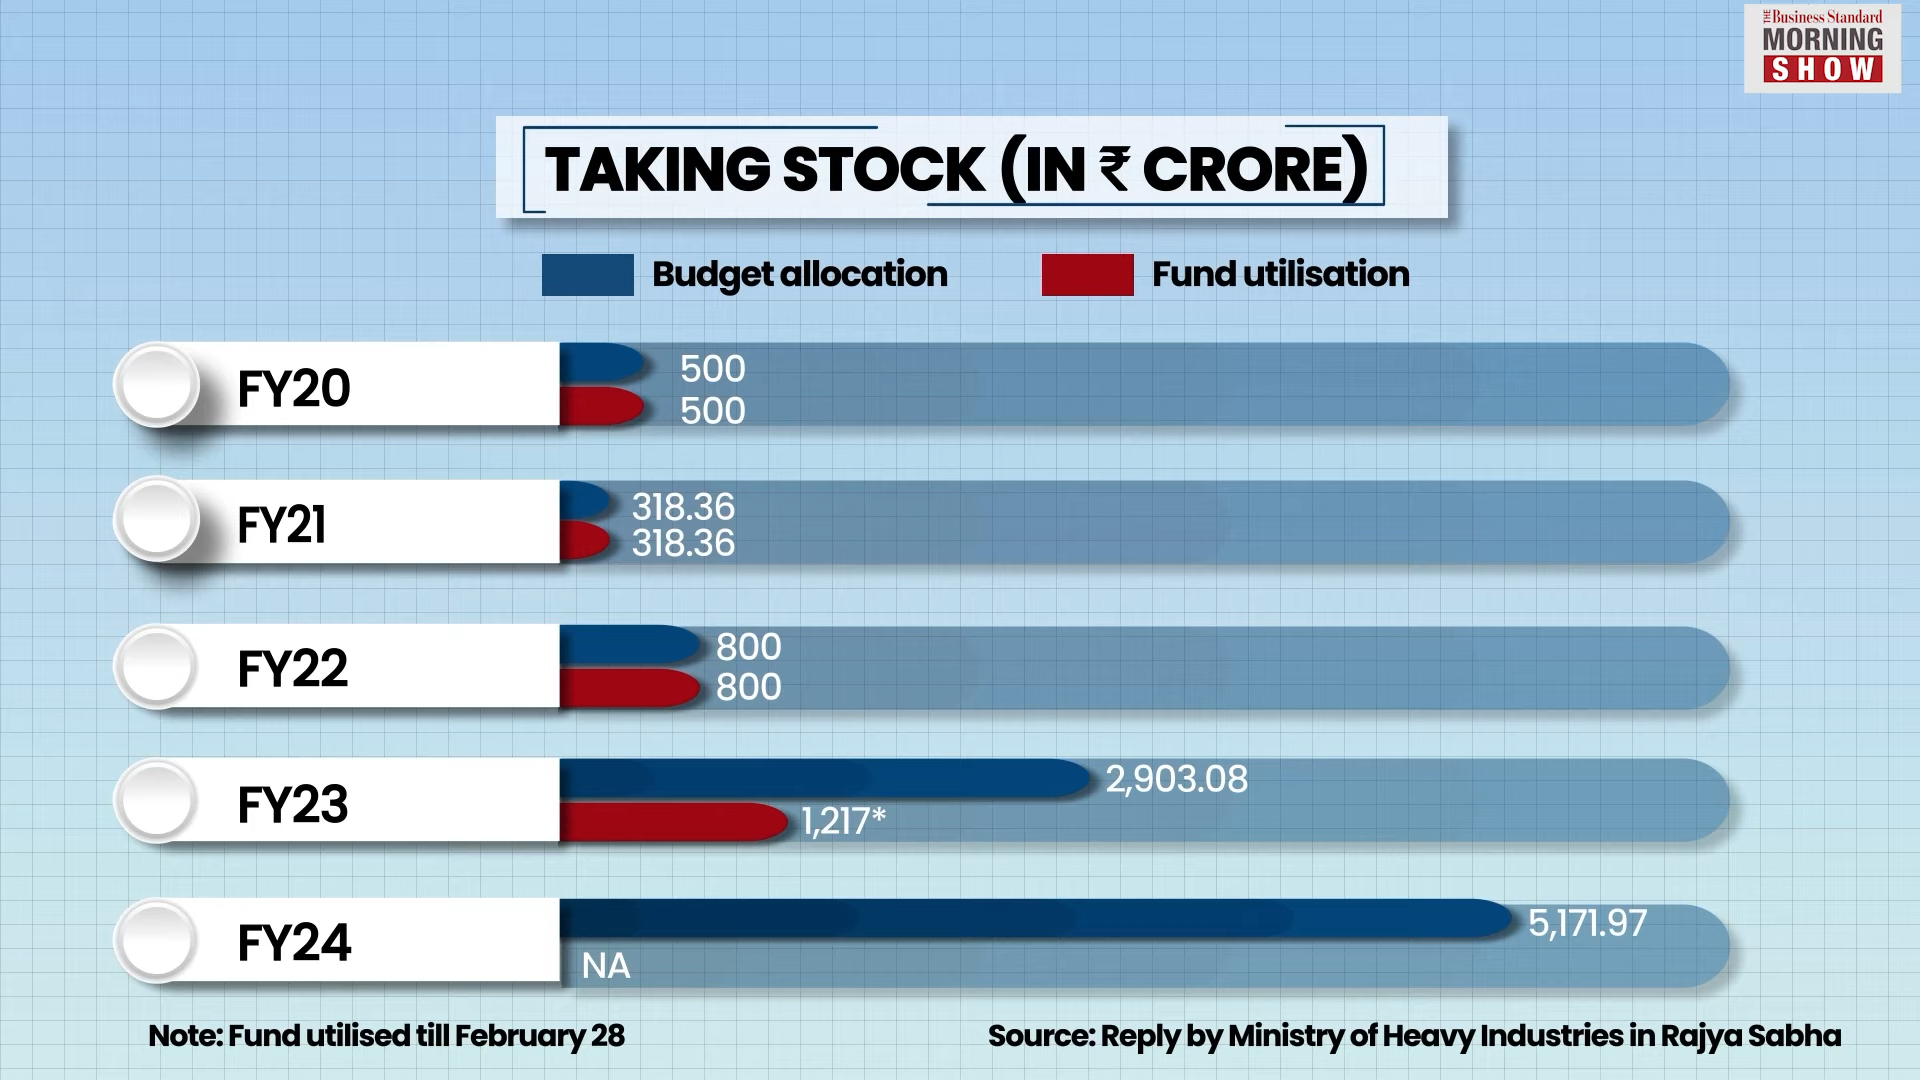 THE Business Standard
MORNING
SHOW
TAKING STOCK (IN ₹ CRORE)
Budget allocation
Fund utilisation
FY20
500
500
FY21
318.36
318.36
FY22
800
800
FY23
2,903.08
1,217*
FY24
5,171.97
NA
Note: Fund utilised till February 28
Source: Reply by Ministry of Heavy Industries in Rajya Sabha